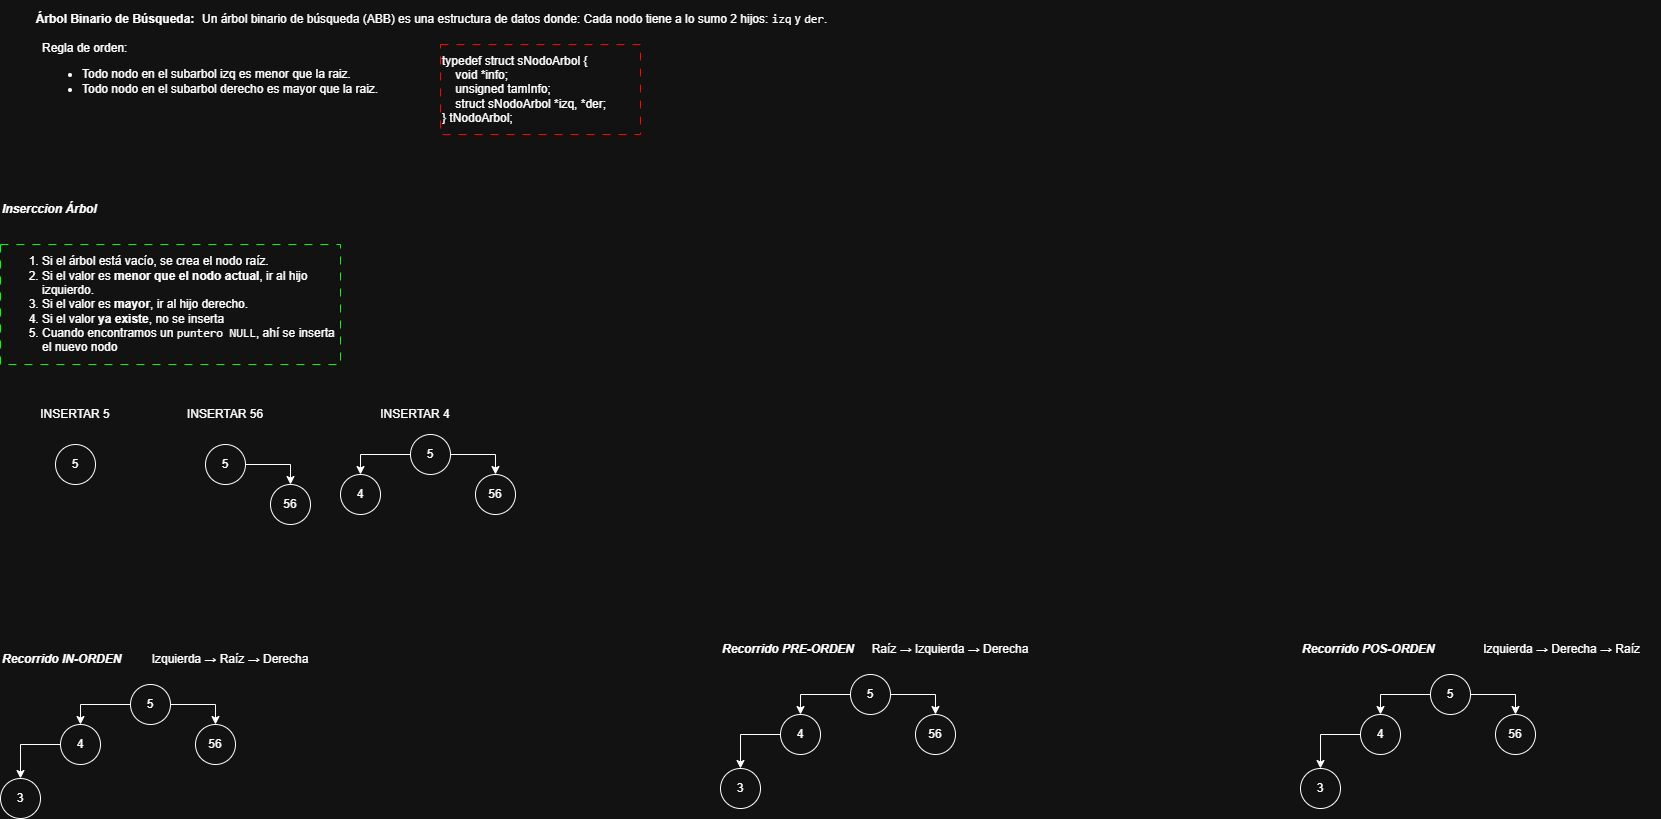 Árbol Binario de Búsqueda: Un árbol binario de búsqueda (ABB) es una estructura de datos donde: Cada nodo tiene a lo sumo 2 hijos: izq y der.
Regla de orden:
• Todo nodo en el subarbol izq es menor que la raiz.
• Todo nodo en el subarbol derecho es mayor que la raiz.
typedef struct sNodoArbol {
void *info;
unsigned tamInfo;
struct sNodoArbol *izq, *der;
} tNodoArbol;
Inserccion Árbol
1. Si el árbol está vacío, se crea el nodo raíz.
2. Si el valor es menor que el nodo actual, ir al hijo
izquierdo.
3. Si el valor es mayor, ir al hijo derecho.
4. Si el valor ya existe, no se inserta
5. Cuando encontramos un puntero NULL, ahí se inserta
el nuevo nodo
INSERTAR 5
5
INSERTAR 56
5
56
INSERTAR 4
5
4
56
Recorrido IN-ORDEN Izquierda → Raíz → Derecha
5
4
56
3
Recorrido PRE-ORDEN Raíz → Izquierda → Derecha
5
4
56
3
Recorrido POS-ORDEN Izquierda → Derecha → Raíz
5
4
56
3